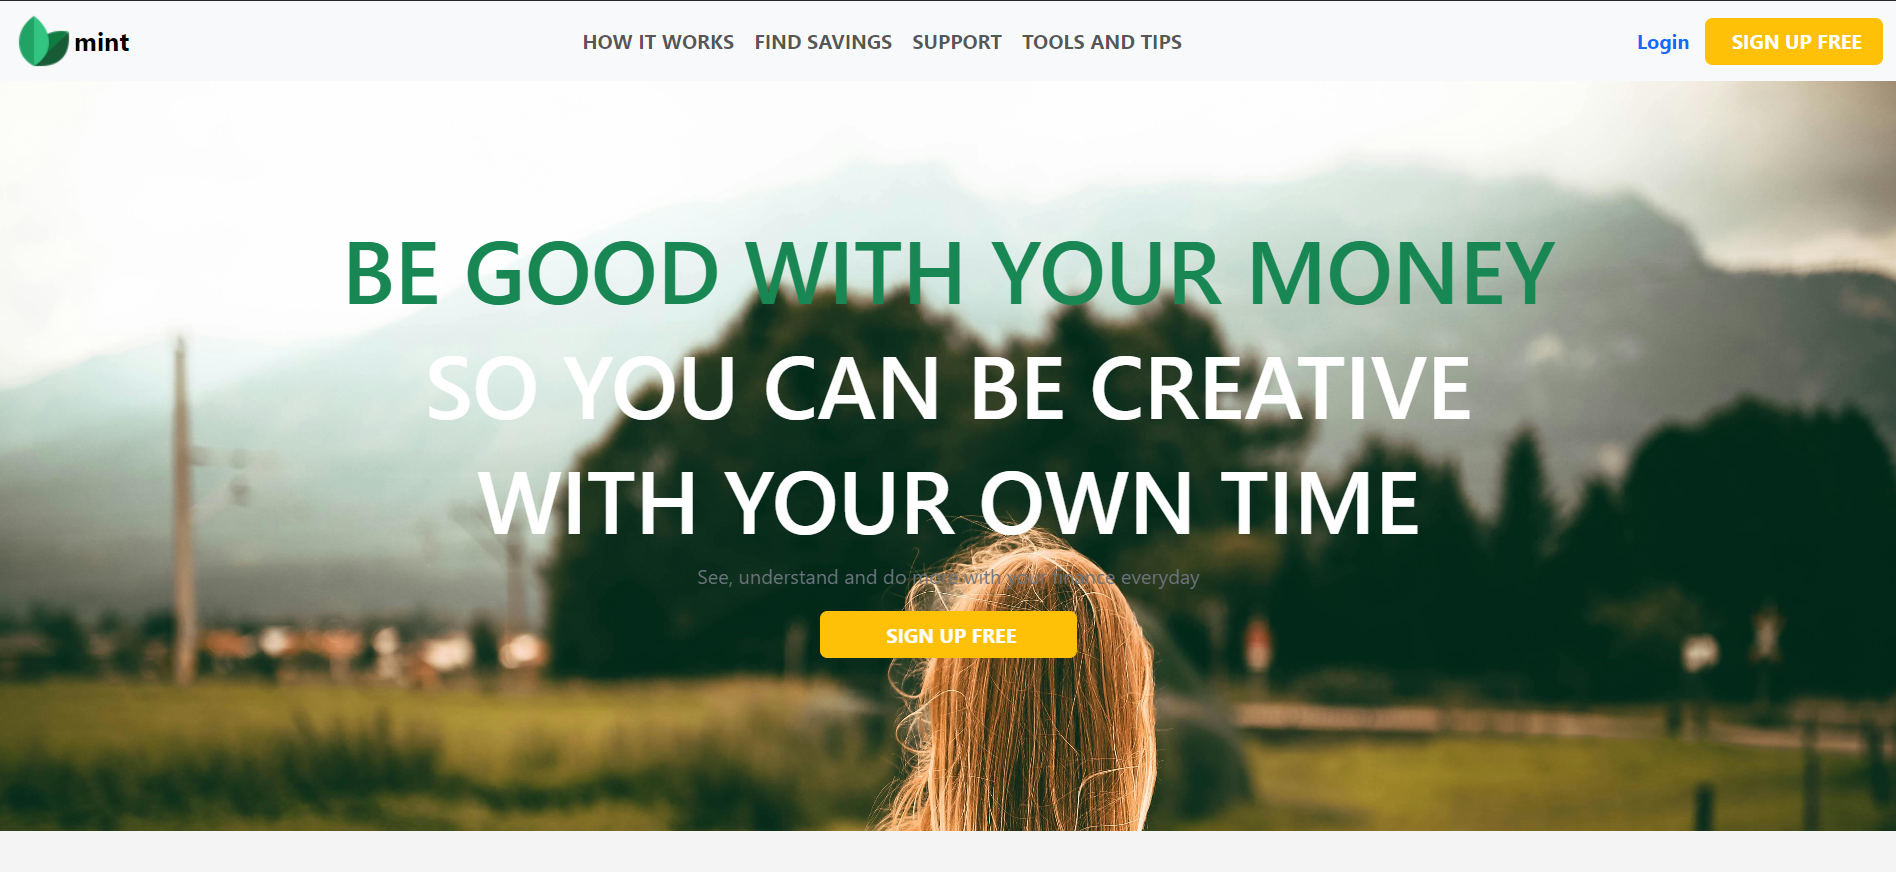 mint
HOW IT WORKS FIND SAVINGS SUPPORT TOOLS AND TIPS
Login
SIGN UP FREE
BE GOOD WITH YOUR MONEY
SO YOU CAN BE CREATIVE
WITH YOUR OWN TIME
See, understand and do more with your finance everyday
SIGN UP FREE